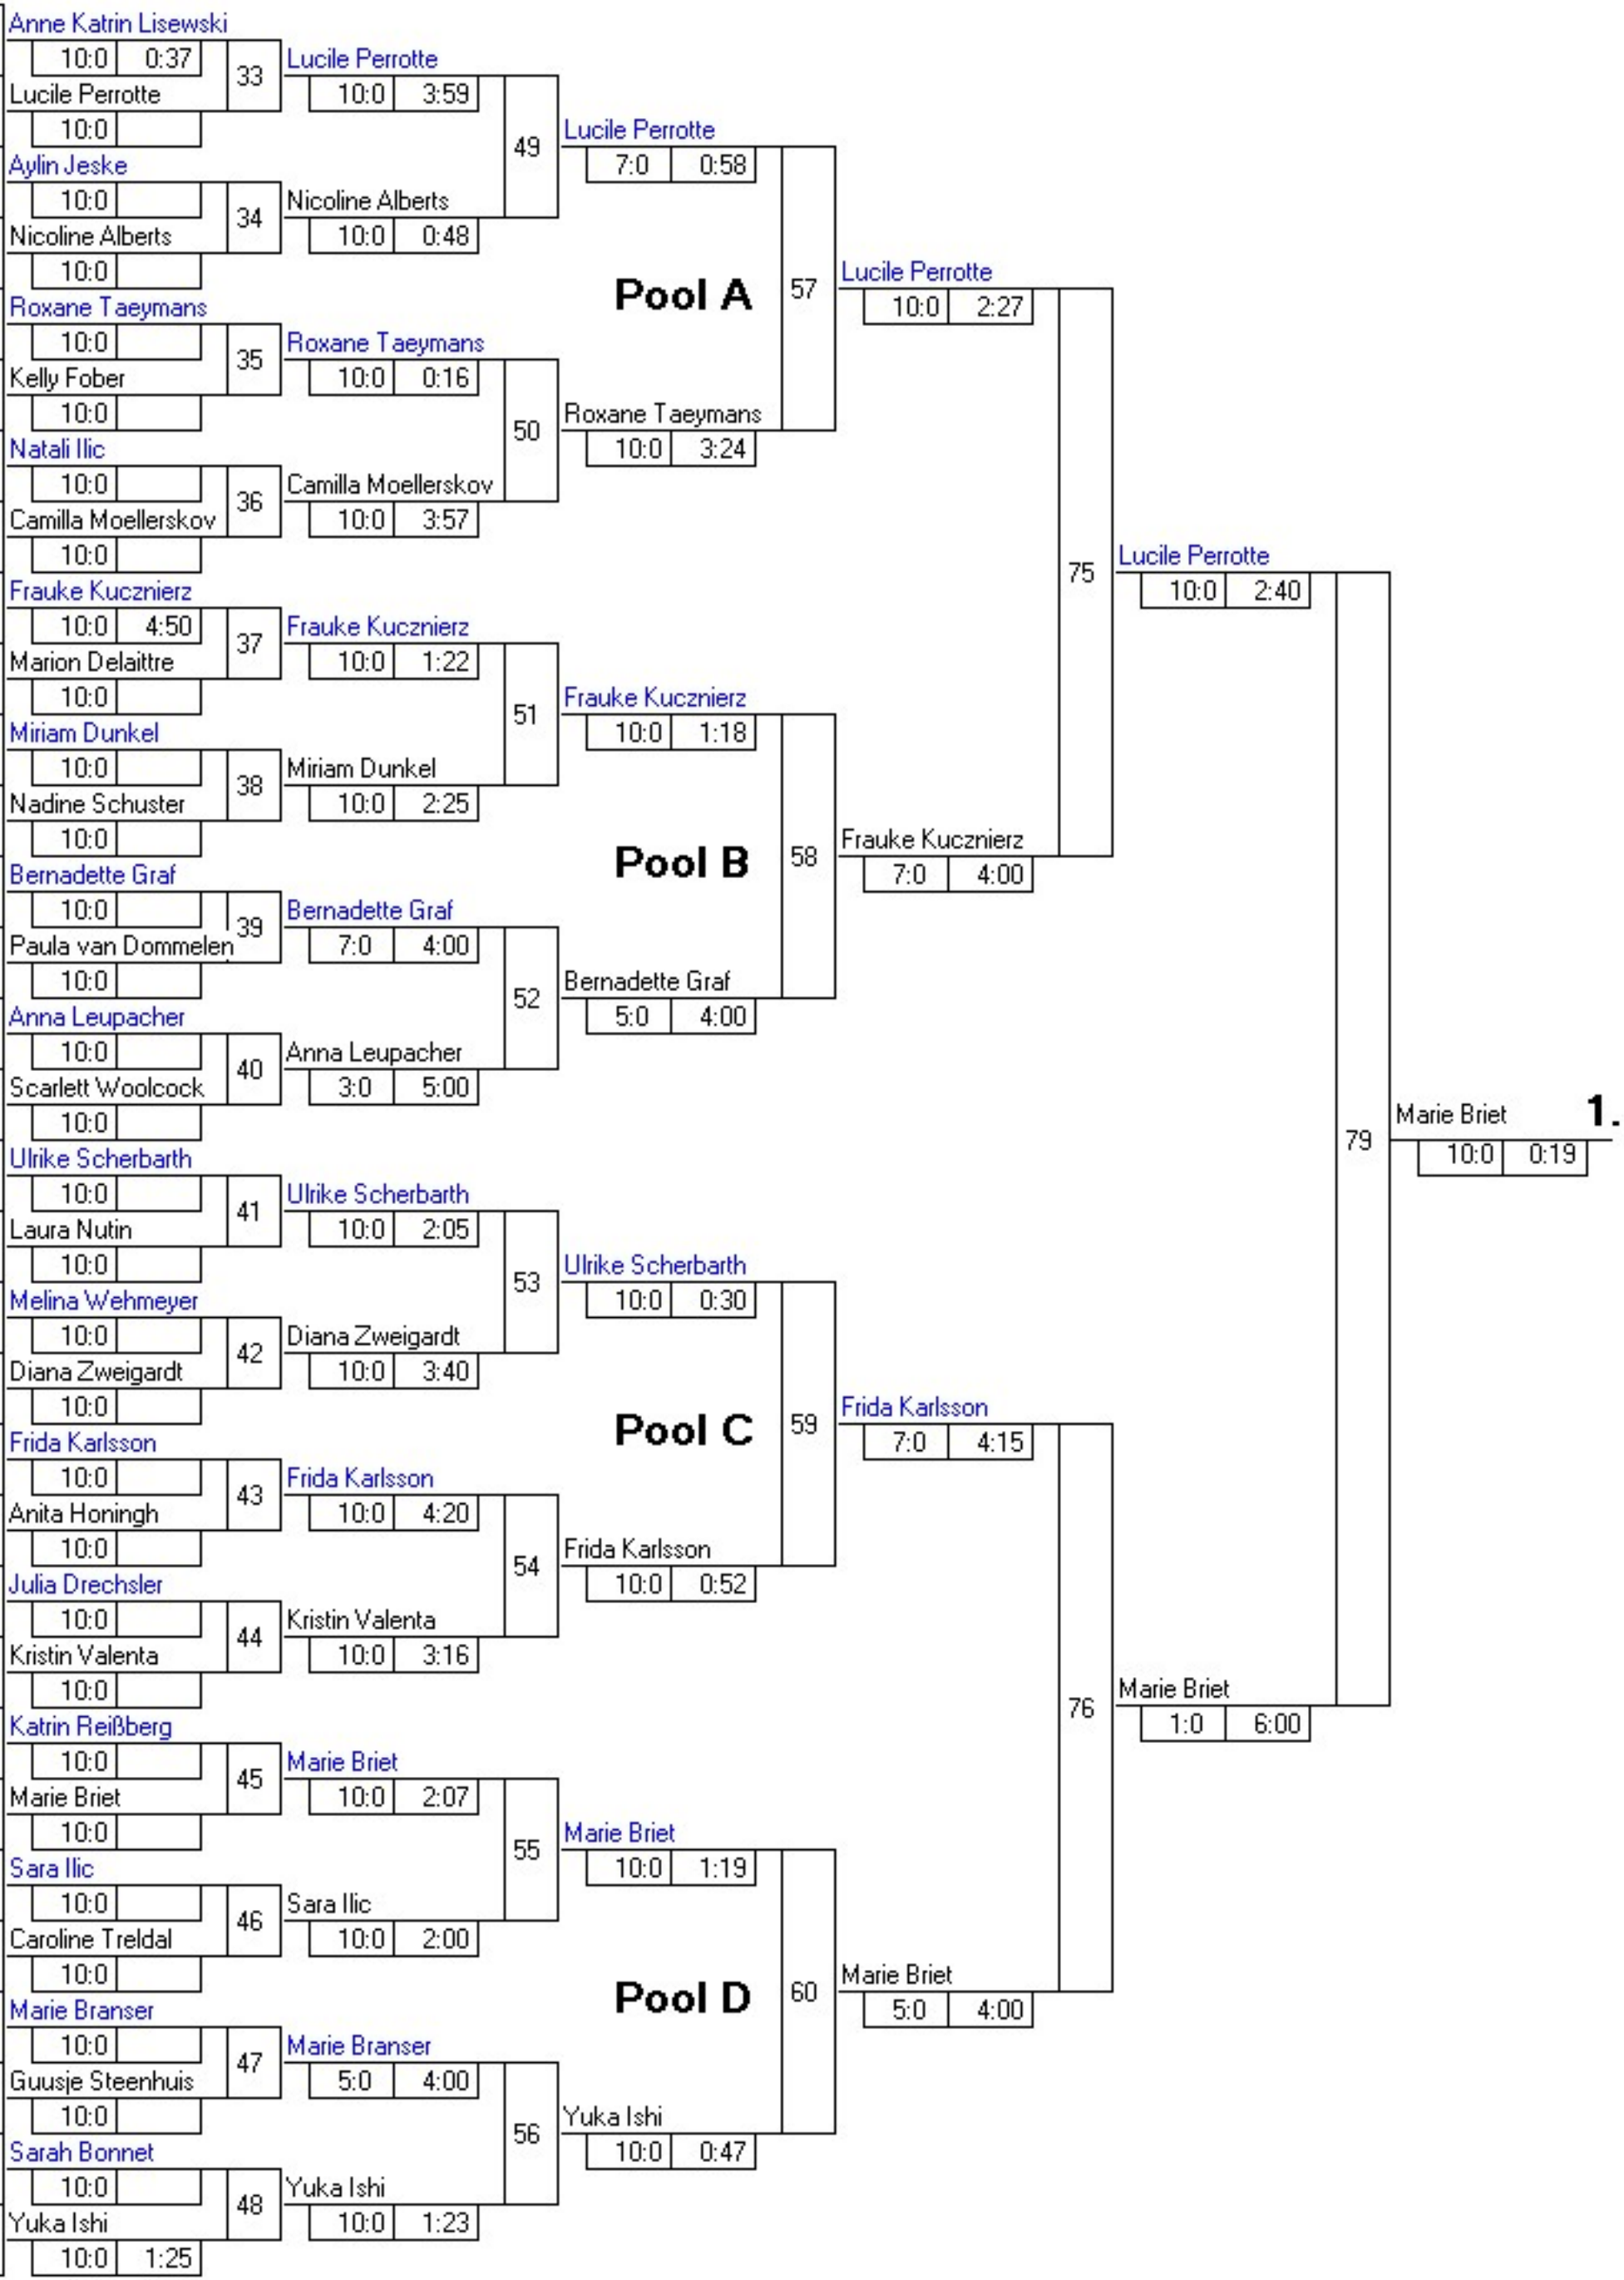 Anne Katrin Lisewski
10:0 0:37
33
Lucile Perrotte
10:0
Aylin Jeske
10:0
34
Nicoline Alberts
10:0
Roxane Taeymans
10:0
35
Kelly Fober
10:0
Natali Ilic
10:0
36
Camilla Moellerskov
10:0
Frauke Kucznierz
10:0 4:50
37
Marion Delaittre
10:0
Miriam Dunkel
10:0
38
Nadine Schuster
10:0
Bernadette Graf
10:0
39
Paula van Dommelen
10:0
Anna Leupacher
10:0
40
Scarlett Woolcock
10:0
Ulrike Scherbarth
10:0
41
Laura Nutin
10:0
Melina Wehmeyer
10:0
42
Diana Zweigardt
10:0
Frida Karlsson
10:0
43
Anita Honingh
10:0
Julia Drechsler
10:0
44
Kristin Valenta
10:0
Katrin Reißberg
10:0
45
Marie Briet
10:0
Sara Ilic
10:0
46
Caroline Treldal
10:0
Marie Branser
10:0
47
Guusje Steenhuis
10:0
Sarah Bonnet
10:0
48
Yuka Ishi
10:0 1:25
Lucile Perrotte
10:0 3:59
49
Nicoline Alberts
10:0 0:48
Roxane Taeymans
10:0 0:16
50
Camilla Moellerskov
10:0 3:57
Frauke Kucznierz
10:0 1:22
51
Miriam Dunkel
10:0 2:25
Bernadette Graf
7:0 4:00
52
Anna Leupacher
3:0 5:00
Ulrike Scherbarth
10:0 2:05
53
Diana Zweigardt
10:0 3:40
Frida Karlsson
10:0 4:20
54
Kristin Valenta
10:0 3:16
Marie Briet
10:0 2:07
55
Sara Ilic
10:0 2:00
Marie Branser
5:0 4:00
56
Yuka Ishi
10:0 1:23
Lucile Perrotte
7:0 0:58
Pool A
57
Roxane Taeymans
10:0 3:24
Frauke Kucznierz
10:0 1:18
Pool B
58
Bernadette Graf
5:0 4:00
Ulrike Scherbarth
10:0 0:30
Pool C
59
Frida Karlsson
10:0 0:52
Marie Briet
10:0 1:19
Pool D
60
Yuka Ishi
10:0 0:47
Lucile Perrotte
10:0 2:27
75
Frauke Kucznierz
7:0 4:00
Frida Karlsson
7:0 4:15
76
Marie Briet
5:0 4:00
Lucile Perrotte
10:0 2:40
79
Marie Briet
1:0 6:00
Marie Briet 1.
10:0 0:19